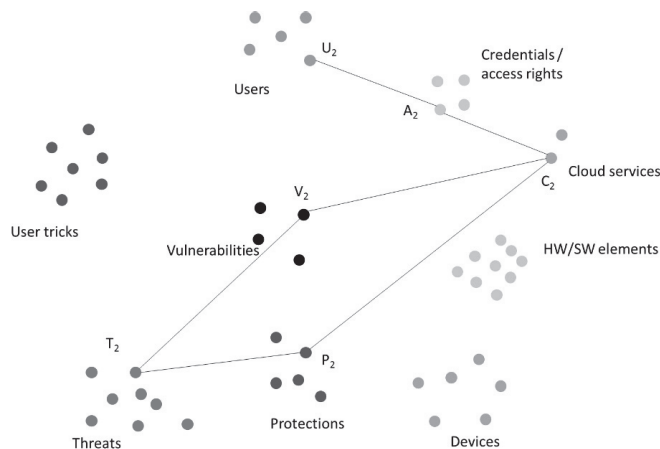 U2
Credentials/
access rights
Users
A2
Cloud services
C2
V2
User tricks
Vulnerabilities
HW/SW elements
T2
P2
Protections
Threats
Devices